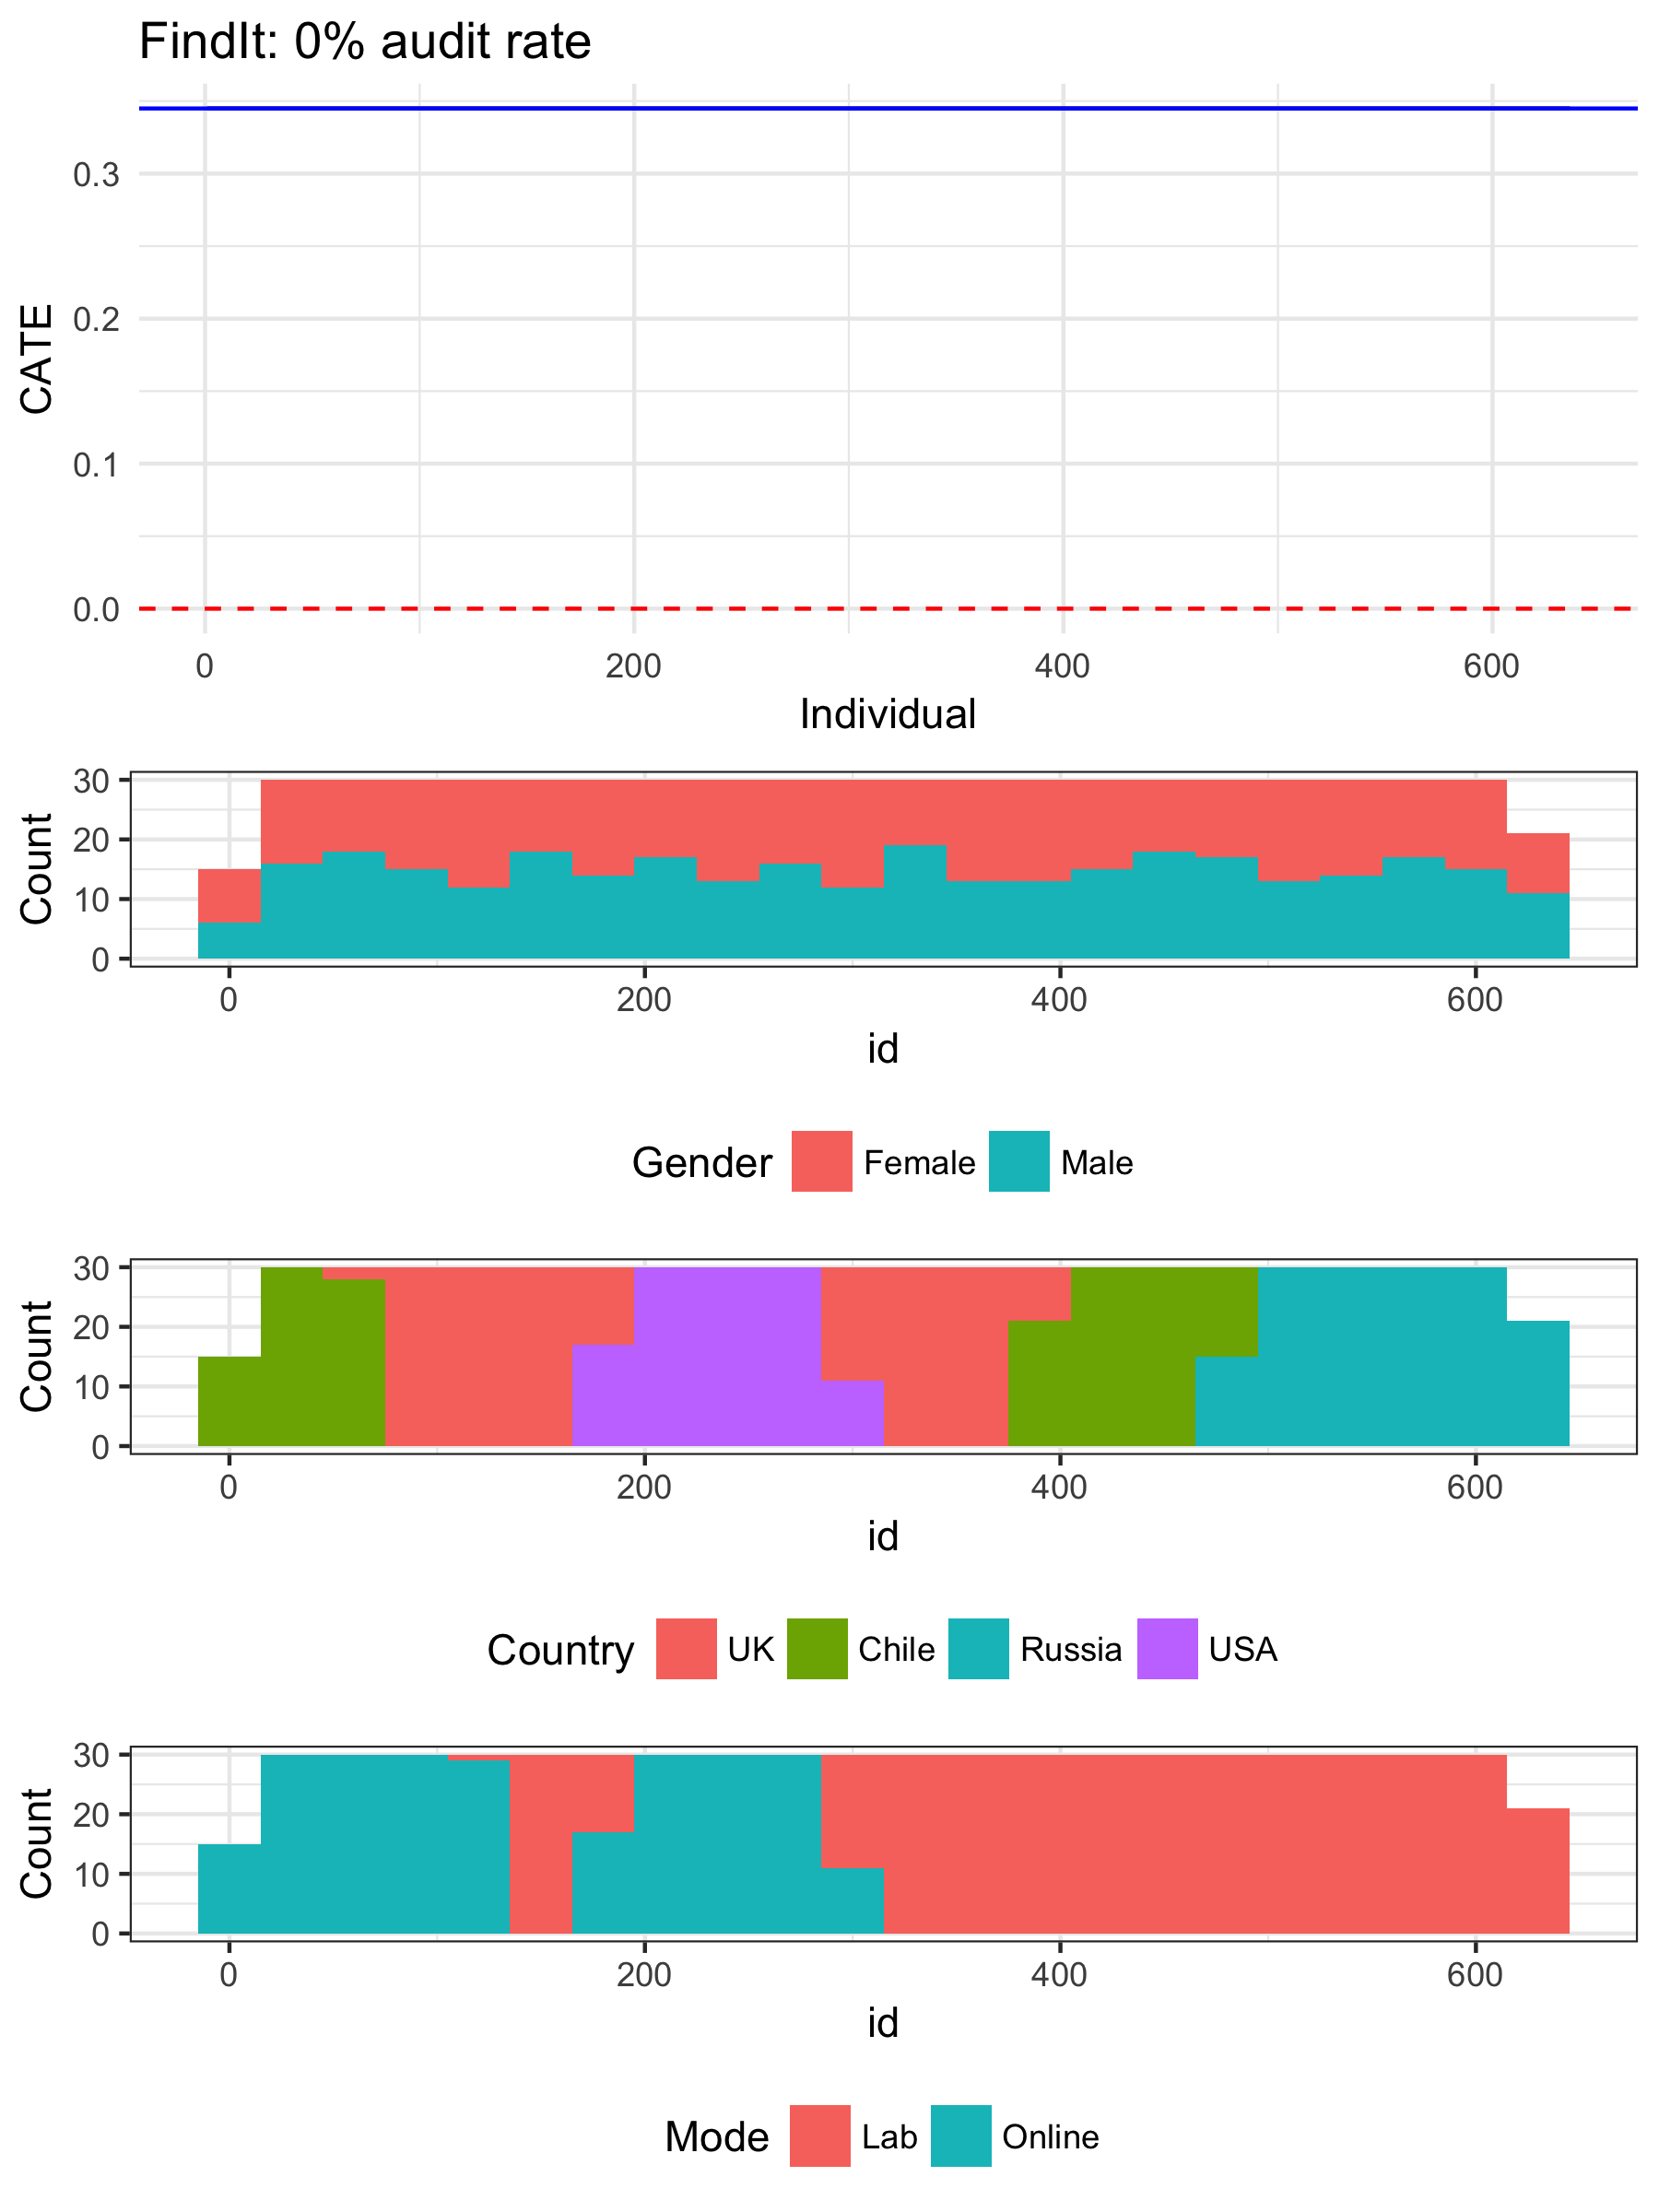 FindIt: 0% audit rate
CATE
0.3
0.2
0.1
0.0
0 200 400 600
Individual
Count
30
20
10
0
0 200 400 600
id
Gender Female Male
Count
30
20
10
0
0 200 400 600
id
Country UK Chile Russia USA
Count
30
20
10
0
0 200 400 600
id
Mode Lab Online